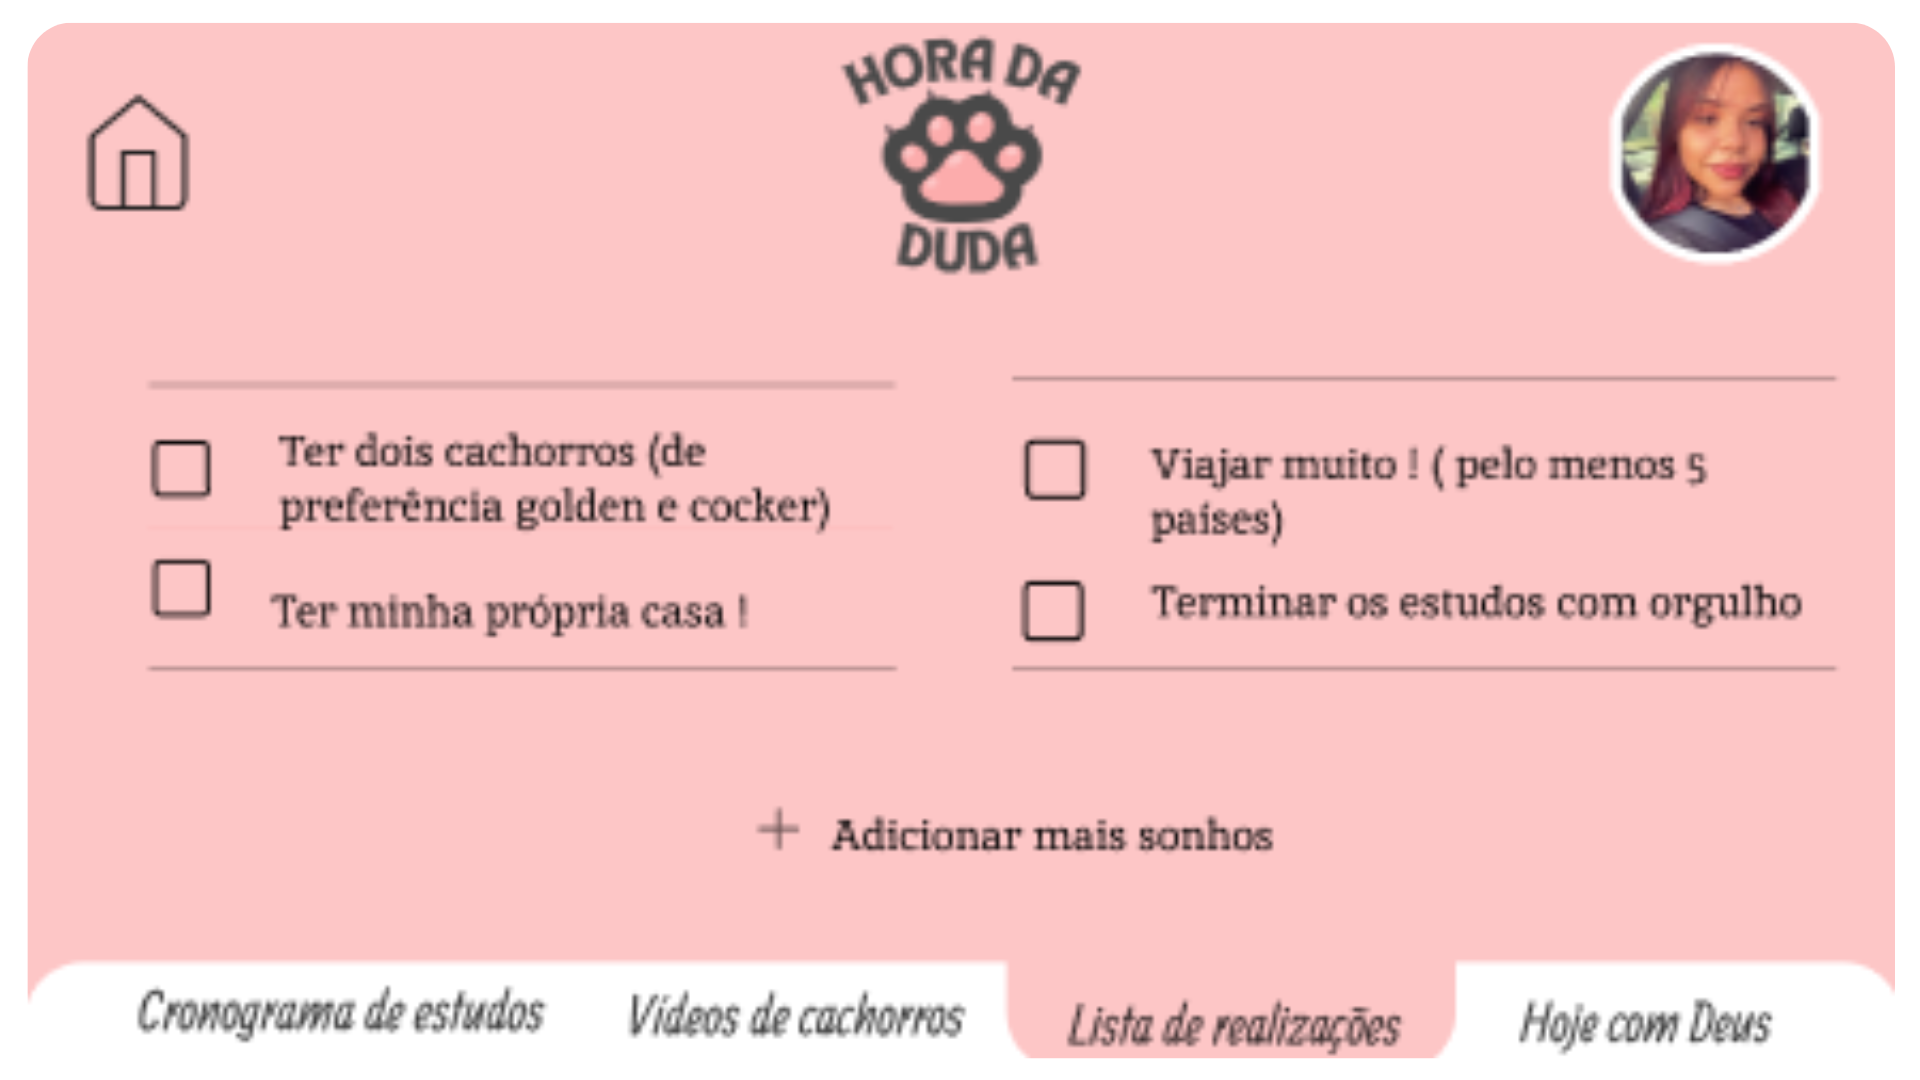 HORA DA
DUDA
Ter dois cachorros (de
preferência golden e cocker)
Ter minha própria casa !
Viajar muito ! ( pelo menos 5
países)
Terminar os estudos com orgulho
+ Adicionar mais sonhos
Cronograma de estudos
Vídeos de cachorros
Lista de realizações
Hoje com Deus